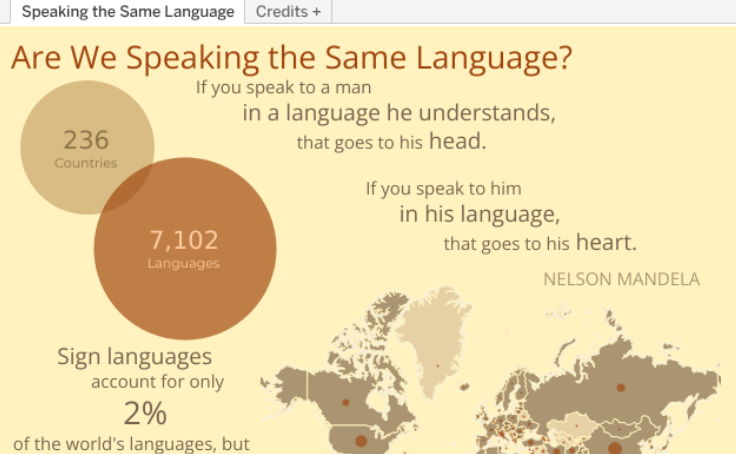 Speaking the Same Language
Credits +
Are We Speaking the Same Language?
If you speak to a man
in a language he understands,
that goes to his head.
236
Countries
If you speak to him
in his language,
that goes to his heart.
7,102
Languages
NELSON MANDELA
Sign languages
account for only
2%
of the world's languages, but